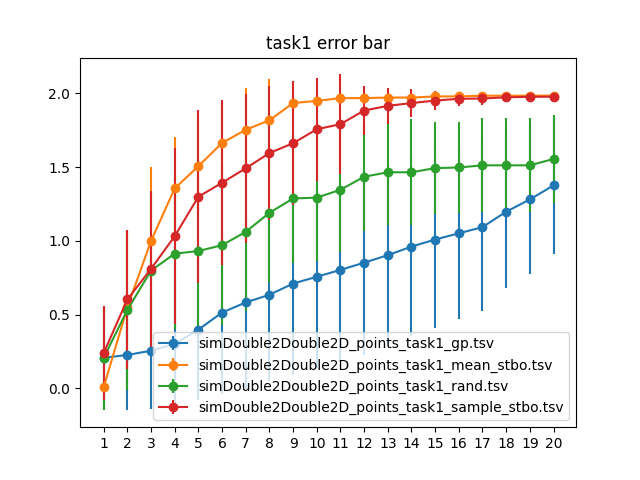 task1 error bar
2.0
1.5
1.0
0.5
0.0
simDouble2Double2D_points_task1_gp.tsv
simDouble2Double2D_points_task1_mean_stbo.tsv
simDouble2Double2D_points_task1_rand.tsv
simDouble2Double2D_points_task1_sample_stbo.tsv
1 2 3 4 5 6 7 8 9 10 11 12 13 14 15 16 17 18 19 20